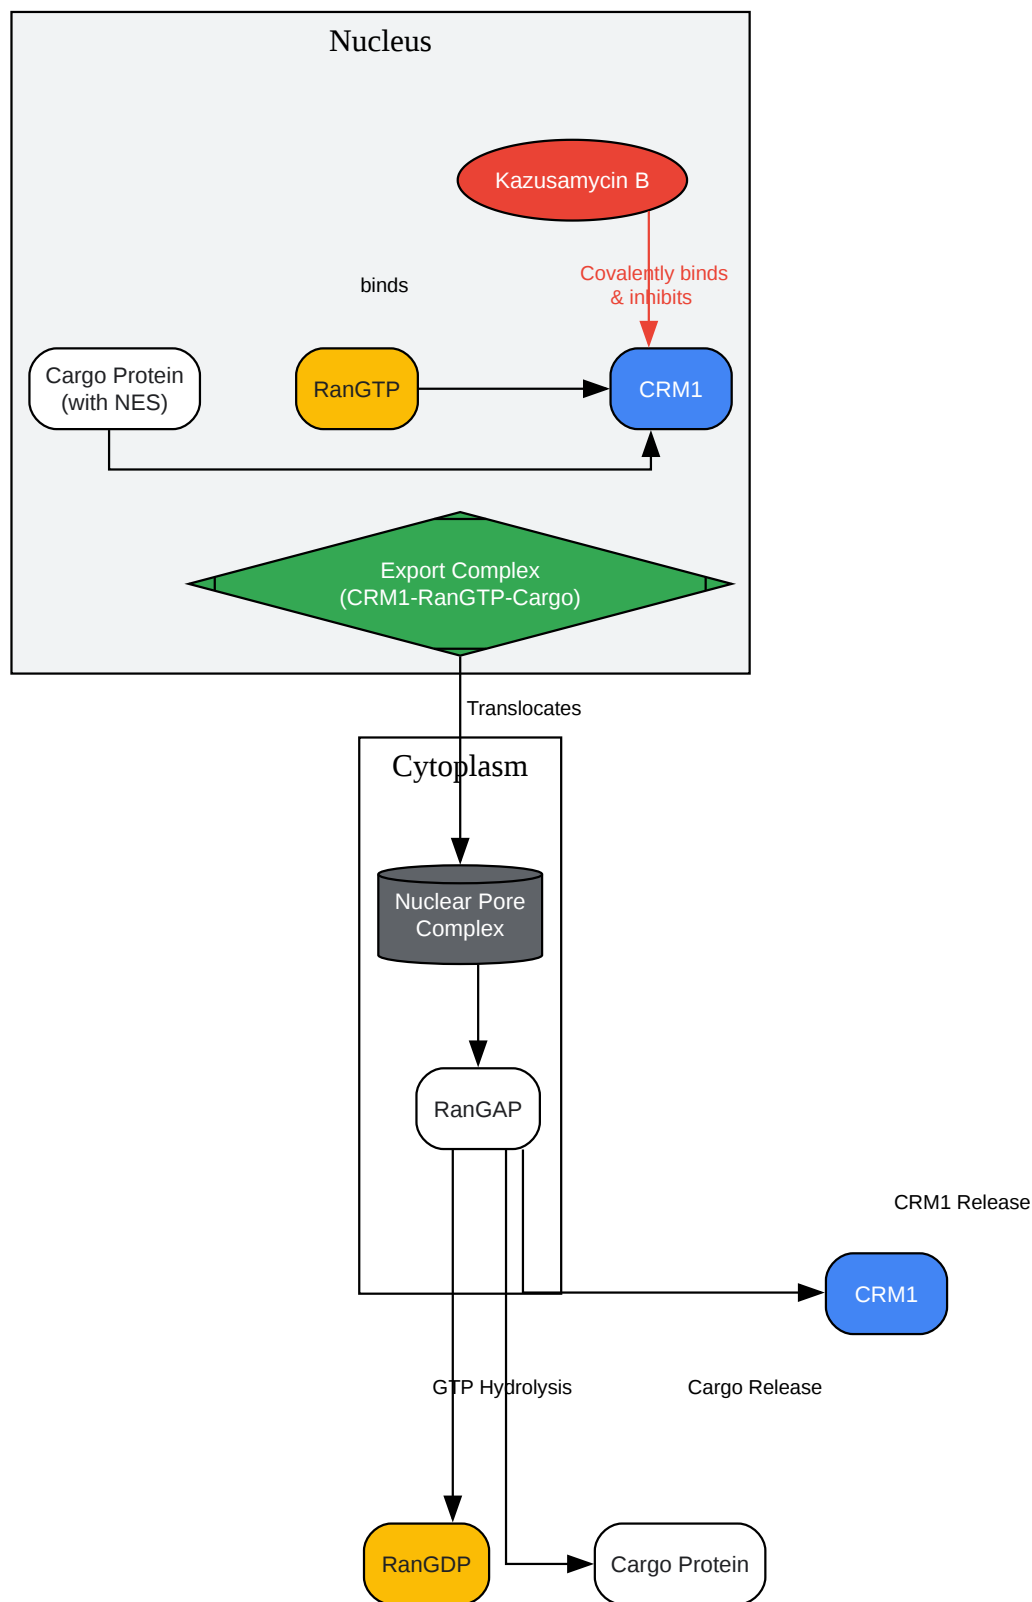 Nucleus
Kazusamycin B
binds
Covalently binds
& inhibits
Cargo Protein
(with NES)
RanGTP
CRM1
Export Complex
(CRM1-RanGTP-Cargo)
Translocates
Cytoplasm
Nuclear Pore
Complex
RanGAP
CRM1 Release
CRM1
GTP Hydrolysis
Cargo Release
RanGDP
Cargo Protein